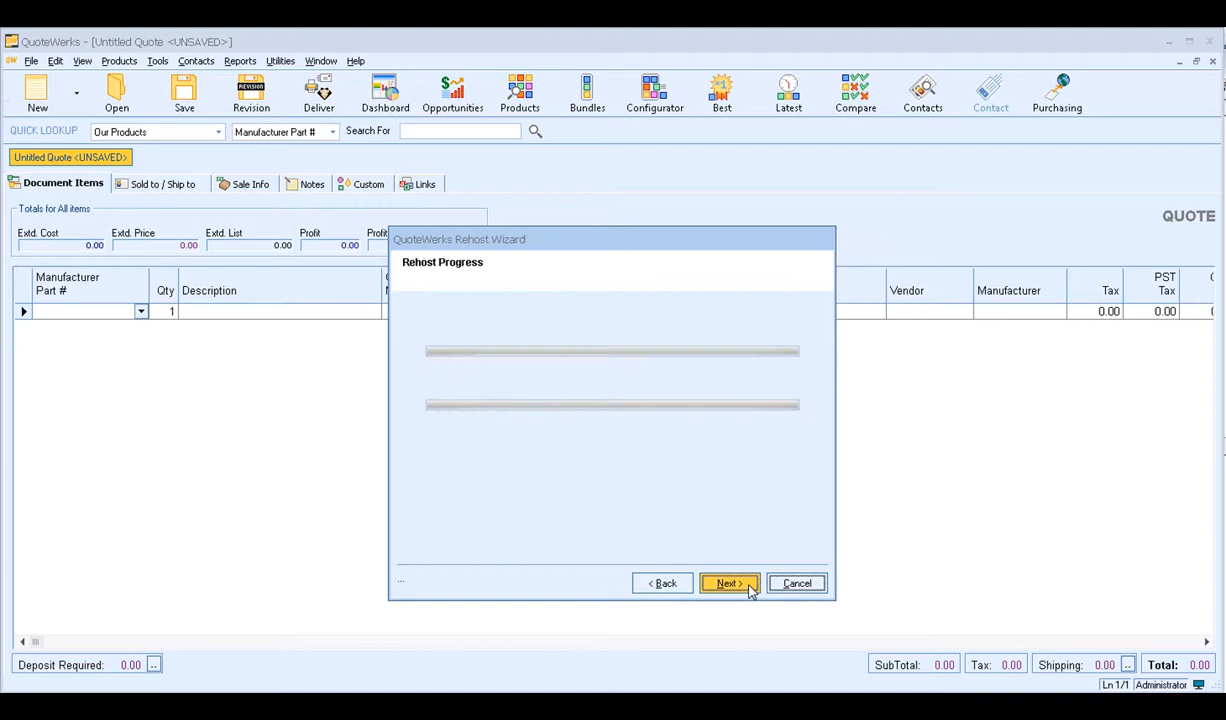 QuoteWerks - [Untitled Quote <UNSAVED>]
File Edit View Products Tools Contacts Reports Utilities Window Help
New Open Save Revision Deliver Dashboard Opportunities Products Bundles Configurator Best Latest Compare Contacts Contact Purchasing
REVISION
#1
QUICK LOOKUP Our Products Manufacturer Part # Search For
Untitled Quote <UNSAVED>
Document Items Sold to / Ship to Sale Info Notes Custom Links
Totals for All items
QUOTE
Extd. Cost Extd. Price Extd. List Profit
0.00 0.00 0.00 0.00
QuoteWerks Rehost Wizard
Rehost Progress
Manufacturer
Part # Qty Description Vendor Manufacturer Tax PST
Tax
1 0.00 0.00
...
< Back Next > Cancel
Deposit Required: 0.00 .. SubTotal: 0.00 Tax: 0.00 Shipping: 0.00 .. Total: 0.00
Ln 1/1 Administrator